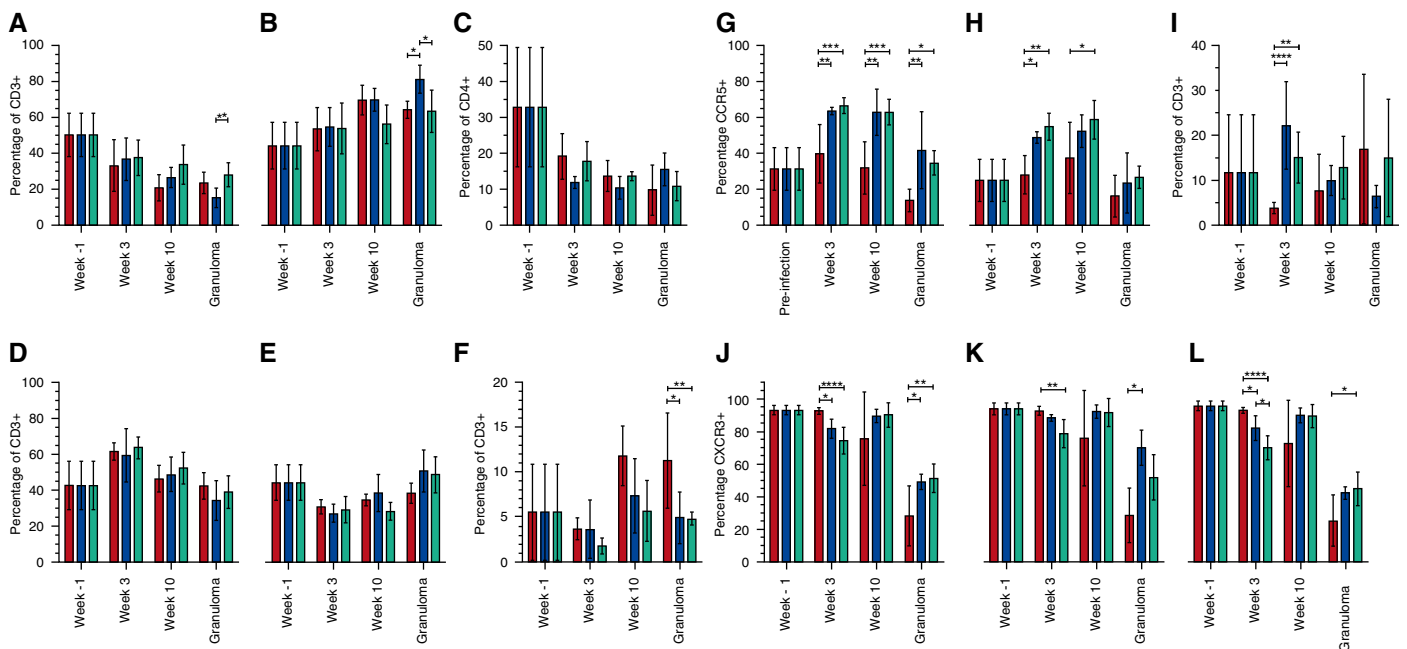 A
B
C
G
H
I
Percentage of CD3+
100
80
60
40
20
0
**
Week -1
Week 3
Week 10
Granuloma
*
*
Week -1
Week 3
Week 10
Granuloma
Percentage of CD4+
50
40
30
20
10
0
Week -1
Week 3
Week 10
Granuloma
Percentage CCR5+
100
80
60
40
20
0
***
**
***
**
*
**
Pre-infection
Week 3
Week 10
Granuloma
**
*
*
Week -1
Week 3
Week 10
Granuloma
Percentage of CD3+
40
30
20
10
0
**
****
Week -1
Week 3
Week 10
Granuloma
D
E
F
J
K
L
Percentage of CD3+
100
80
60
40
20
0
Week -1
Week 3
Week 10
Granuloma
Week -1
Week 3
Week 10
Granuloma
Percentage of CD3+
20
15
10
5
0
**
*
Week -1
Week 3
Week 10
Granuloma
Percentage CXCR3+
100
80
60
40
20
0
****
*
**
*
Week - 1
Week 3
Week 10
Granuloma
**
*
Week -1
Week 3
Week 10
Granuloma
****
*
*
*
Week -1
Week 3
Week 10
Granuloma